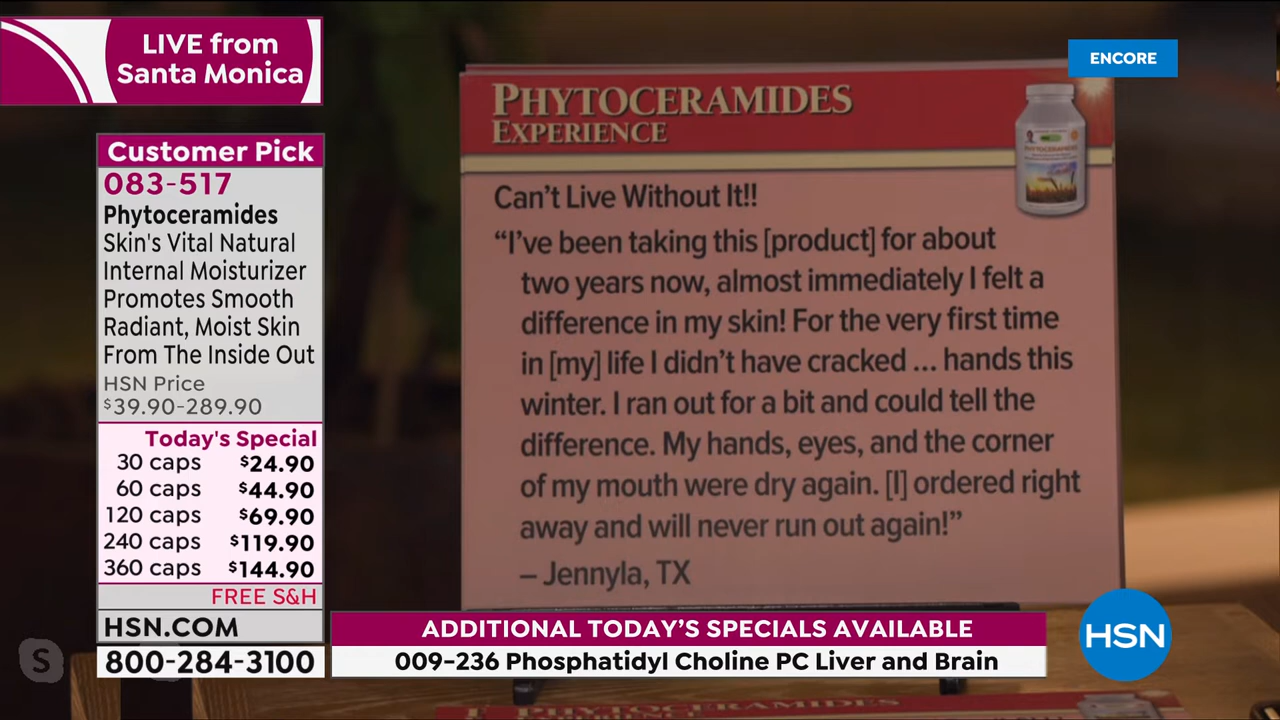 LIVE from
Santa Monica
ENCORE
Customer Pick
083-517
Phytoceramides
Skin's Vital Natural
Internal Moisturizer
Promotes Smooth
Radiant, Moist Skin
From The Inside Out
HSN Price
$39.90-289.90
Today's Special
30 caps $24.90
60 caps $44.90
120 caps $69.90
240 caps $119.90
360 caps $144.90
FREE S&H
HSN.COM
800-284-3100
PHYTOCERAMIDES
EXPERIENCE
PHYTOCERAMIDES
Can't Live Without It!!
“I've been taking this [product] for about
two years now, almost immediately I felt a
difference in my skin! For the very first time
in [my] life I didn't have cracked ... hands this
winter. I ran out for a bit and could tell the
difference. My hands, eyes, and the corner
of my mouth were dry again. [I] ordered right
away and will never run out again!”
– Jennyla, TX
ADDITIONAL TODAY'S SPECIALS AVAILABLE
009-236 Phosphatidyl Choline PC Liver and Brain
HSN
S
PHYTOCERAMIDES
EXPERIENCE